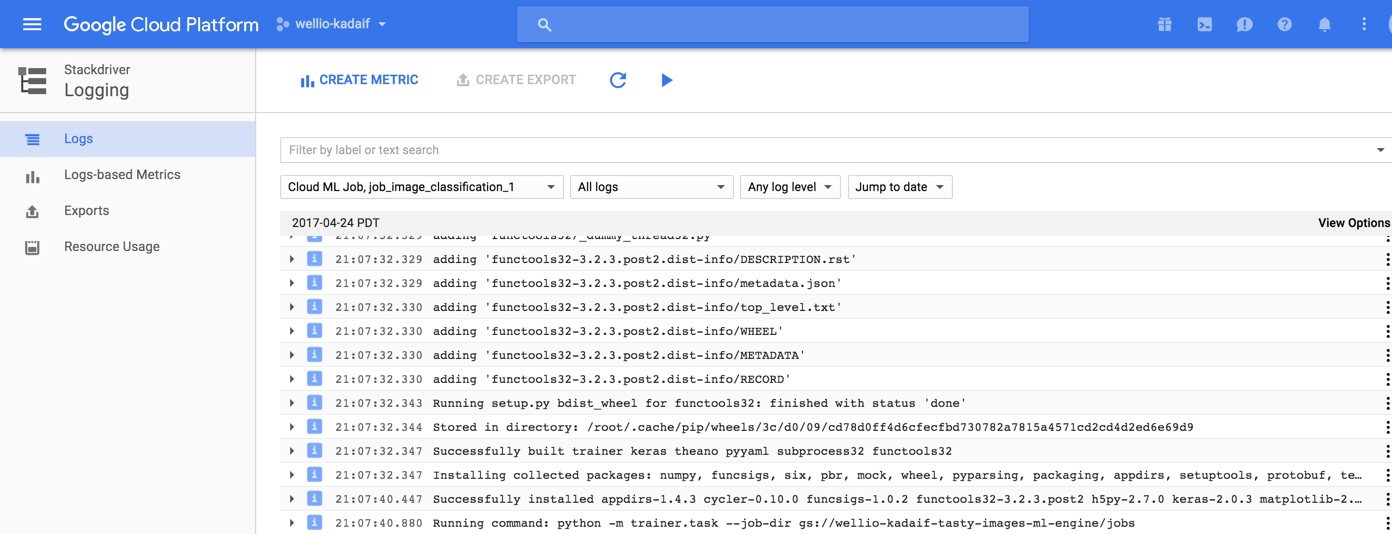 Google Cloud Platform
wellio-kadaif
Stackdriver
Logging
CREATE METRIC
CREATE EXPORT
Logs
Logs-based Metrics
Exports
Resource Usage
Filter by label or text search
Cloud ML Job, job_image_classification_1
All logs
Any log level
Jump to date
2017-04-24 PDT
View Options
21:07:32.329 adding 'functools32/_dummy_thread32.py'
21:07:32.329 adding 'functools32-3.2.3.post2.dist-info/DESCRIPTION.rst'
21:07:32.329 adding 'functools32-3.2.3.post2.dist-info/metadata.json'
21:07:32.330 adding 'functools32-3.2.3.post2.dist-info/top_level.txt'
21:07:32.330 adding 'functools32-3.2.3.post2.dist-info/WHEEL'
21:07:32.330 adding 'functools32-3.2.3.post2.dist-info/METADATA'
21:07:32.330 adding 'functools32-3.2.3.post2.dist-info/RECORD'
21:07:32.343 Running setup.py bdist_wheel for functools32: finished with status 'done'
21:07:32.344 Stored in directory: /root/.cache/pip/wheels/3c/d0/09/cd78d0ff4d6cfecfbd730782a7815a4571cd2cd4d2ed6e69d9
21:07:32.347 Successfully built trainer keras theano pyyaml subprocess32 functools32
21:07:32.347 Installing collected packages: numpy, funcsigs, six, pbr, mock, wheel, pyparsing, packaging, appdirs, setuptools, protobuf, te…
21:07:40.447 Successfully installed appdirs-1.4.3 cycler-0.10.0 funcsigs-1.0.2 functools32-3.2.3.post2 h5py-2.7.0 keras-2.0.3 matplotlib-2.…
21:07:40.880 Running command: python -m trainer.task --job-dir gs://wellio-kadaif-tasty-images-ml-engine/jobs